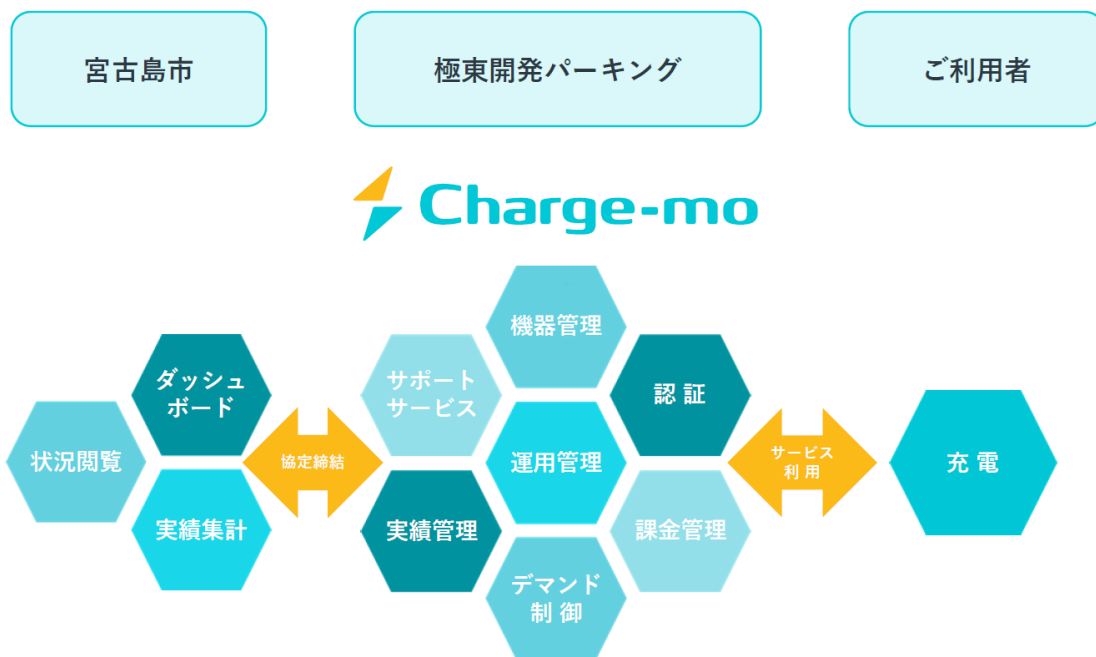 宮古島市
極東開発パーキング
ご利用者
Charge-mo
機器管理
ダッシュ
ボード
サポート
サービス
認 証
状況閲覧
協定締結
運用管理
サービス
利 用
充 電
実績集計
実績管理
課金管理
デマンド
制 御